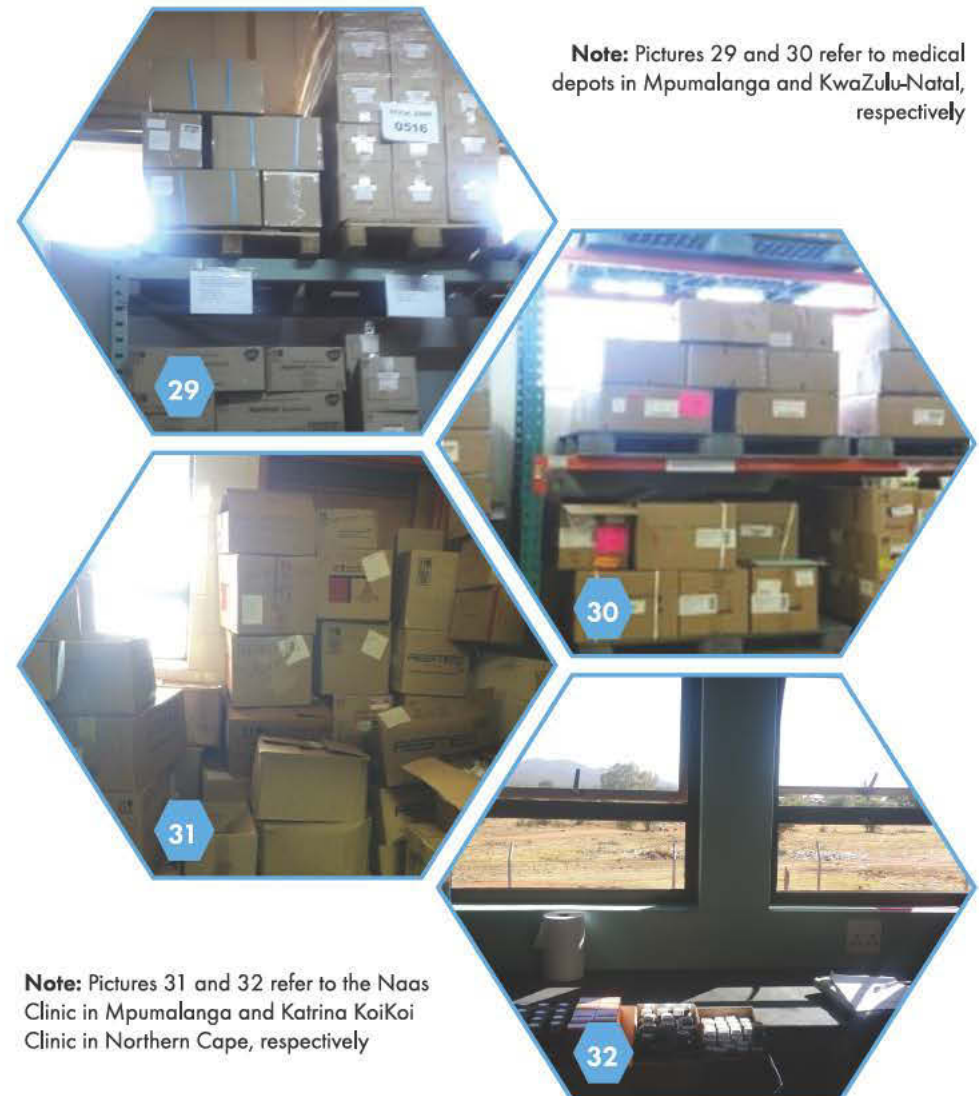 Note: Pictures 29 and 30 refer to medical
depots in Mpumalanga and KwaZulu-Natal,
respectively
0516
29
30
31
Note: Pictures 31 and 32 refer to the Naas
Clinic in Mpumalanga and Katrina KoiKoi
Clinic in Northern Cape, respectively
32